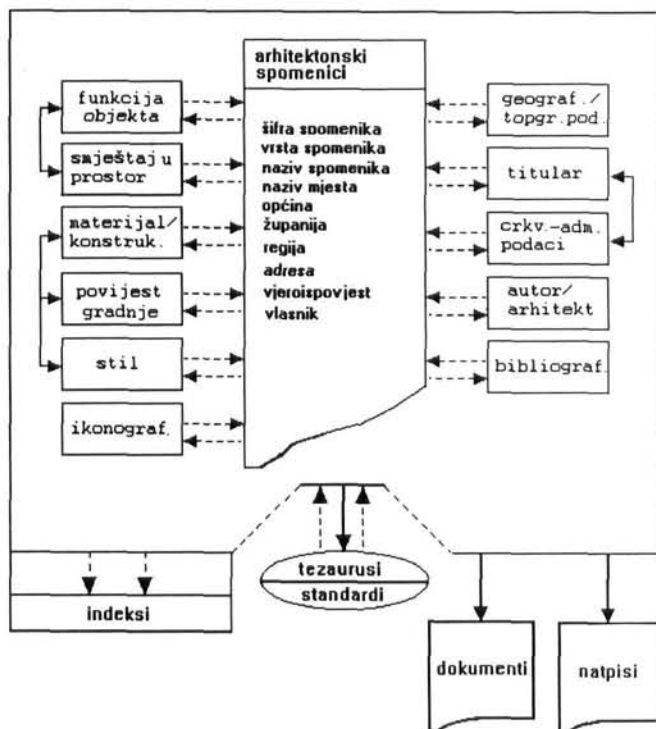 arhitektonski
spomenici
šifra spomenika
vrsta spomenika
naziv spomenika
naziv mjesta
općina
županija
regija
adresa
vjeroispovjest
vlasnik
funkcija
objekta
smještaj u
prostor
materijal/
konstruk.
povijest
gradnje
stil
ikonograf.
geograf./
topgr.pod.
titular
crkv.-adm.
podaci
autor/
arhitekt
bibliograf.
tezaurusi
standardi
indeksi
dokumenti
natpisi